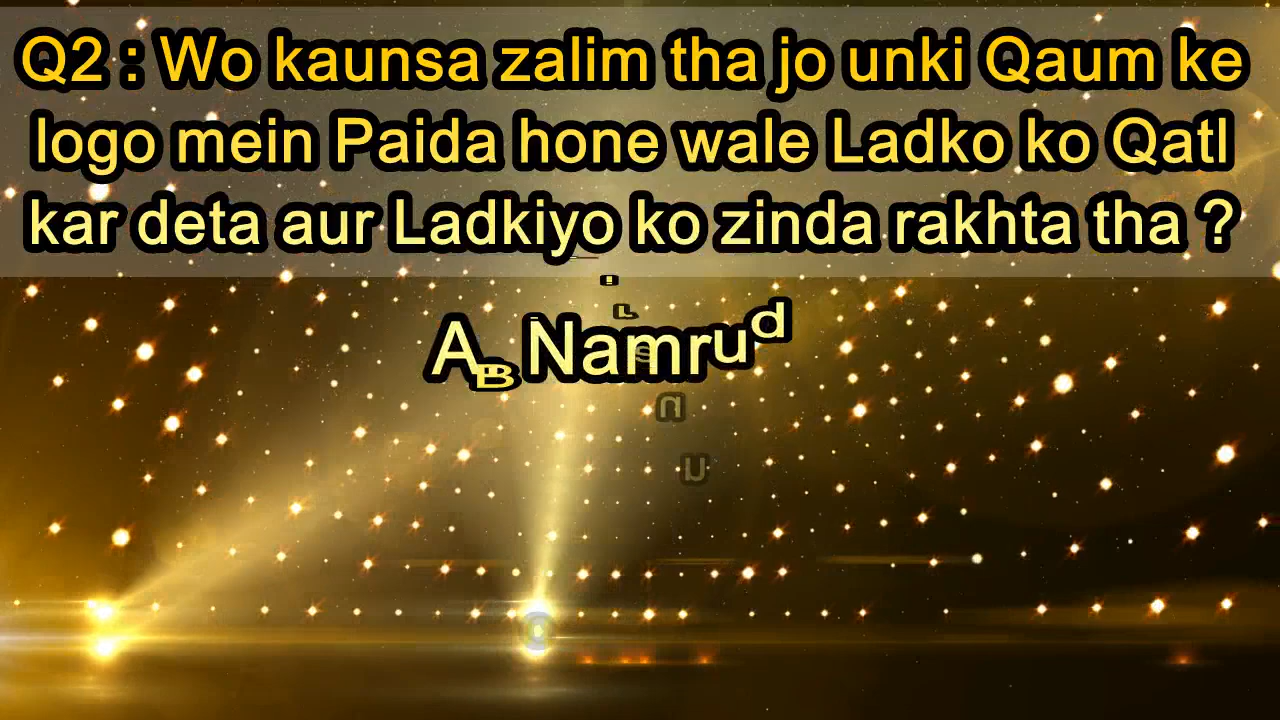 Q2 : Wo kaunsa zalim tha jo unki Qaum ke
logo mein Paida hone wale Ladko ko Qatl
kar deta aur Ladkiyo ko zinda rakhta tha ?
A Namrud
B